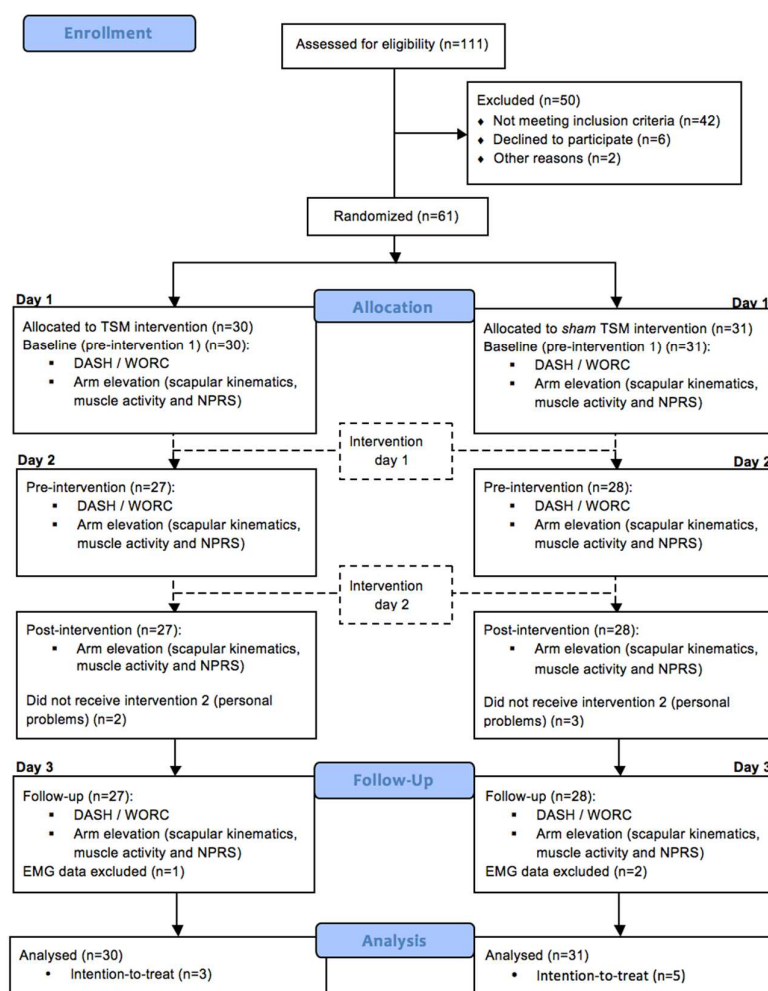 Enrollment
Assessed for eligibility (n=111)
Excluded (n=50)
♦ Not meeting inclusion criteria (n=42)
♦ Declined to participate (n=6)
♦ Other reasons (n=2)
Randomized (n=61)
Allocation
Day 1
Allocated to TSM intervention (n=30)
Baseline (pre-intervention 1) (n=30):
▪ DASH / WORC
▪ Arm elevation (scapular kinematics,
muscle activity and NPRS)
Day 1
Allocated to sham TSM intervention (n=31)
Baseline (pre-intervention 1) (n=31):
▪ DASH / WORC
▪ Arm elevation (scapular kinematics,
muscle activity and NPRS)
Intervention
day 1
Day 2
Pre-intervention (n=27):
▪ DASH / WORC
▪ Arm elevation (scapular kinematics,
muscle activity and NPRS)
Day 2
Pre-intervention (n=28):
▪ DASH / WORC
▪ Arm elevation (scapular kinematics,
muscle activity and NPRS)
Intervention
day 2
Post-intervention (n=27):
▪ Arm elevation (scapular kinematics,
muscle activity and NPRS)
Did not receive intervention 2 (personal
problems) (n=2)
Post-intervention (n=28):
▪ Arm elevation (scapular kinematics,
muscle activity and NPRS)
Did not receive intervention 2 (personal
problems) (n=3)
Follow-Up
Day 3
Follow-up (n=27):
▪ DASH / WORC
▪ Arm elevation (scapular kinematics,
muscle activity and NPRS)
EMG data excluded (n=1)
Day 3
Follow-up (n=28):
▪ DASH / WORC
▪ Arm elevation (scapular kinematics,
muscle activity and NPRS)
EMG data excluded (n=2)
Analysis
Analysed (n=30)
• Intention-to-treat (n=3)
Analysed (n=31)
• Intention-to-treat (n=5)